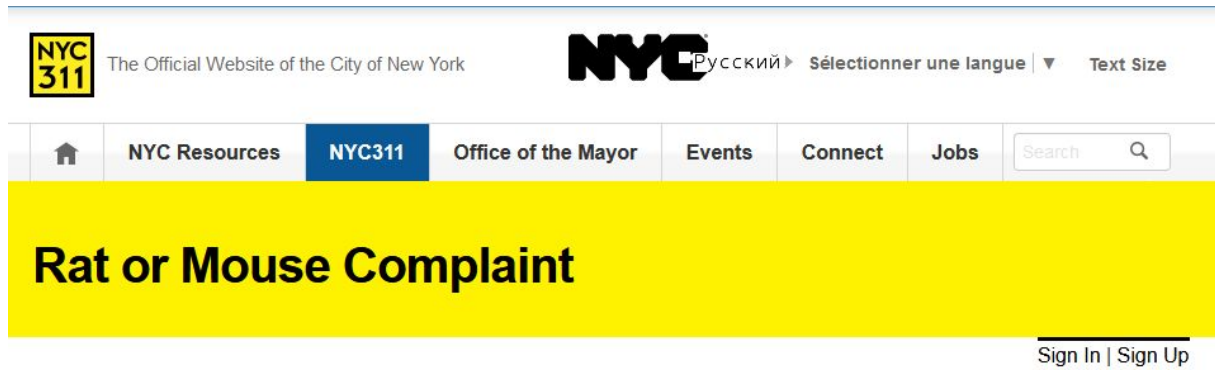 NYC
311
The Official Website of the City of New York
NYC
Русский
Sélectionner une langue ▼
Text Size
NYC Resources
NYC311
Office of the Mayor
Events
Connect
Jobs
Search
Rat or Mouse Complaint
Sign In | Sign Up